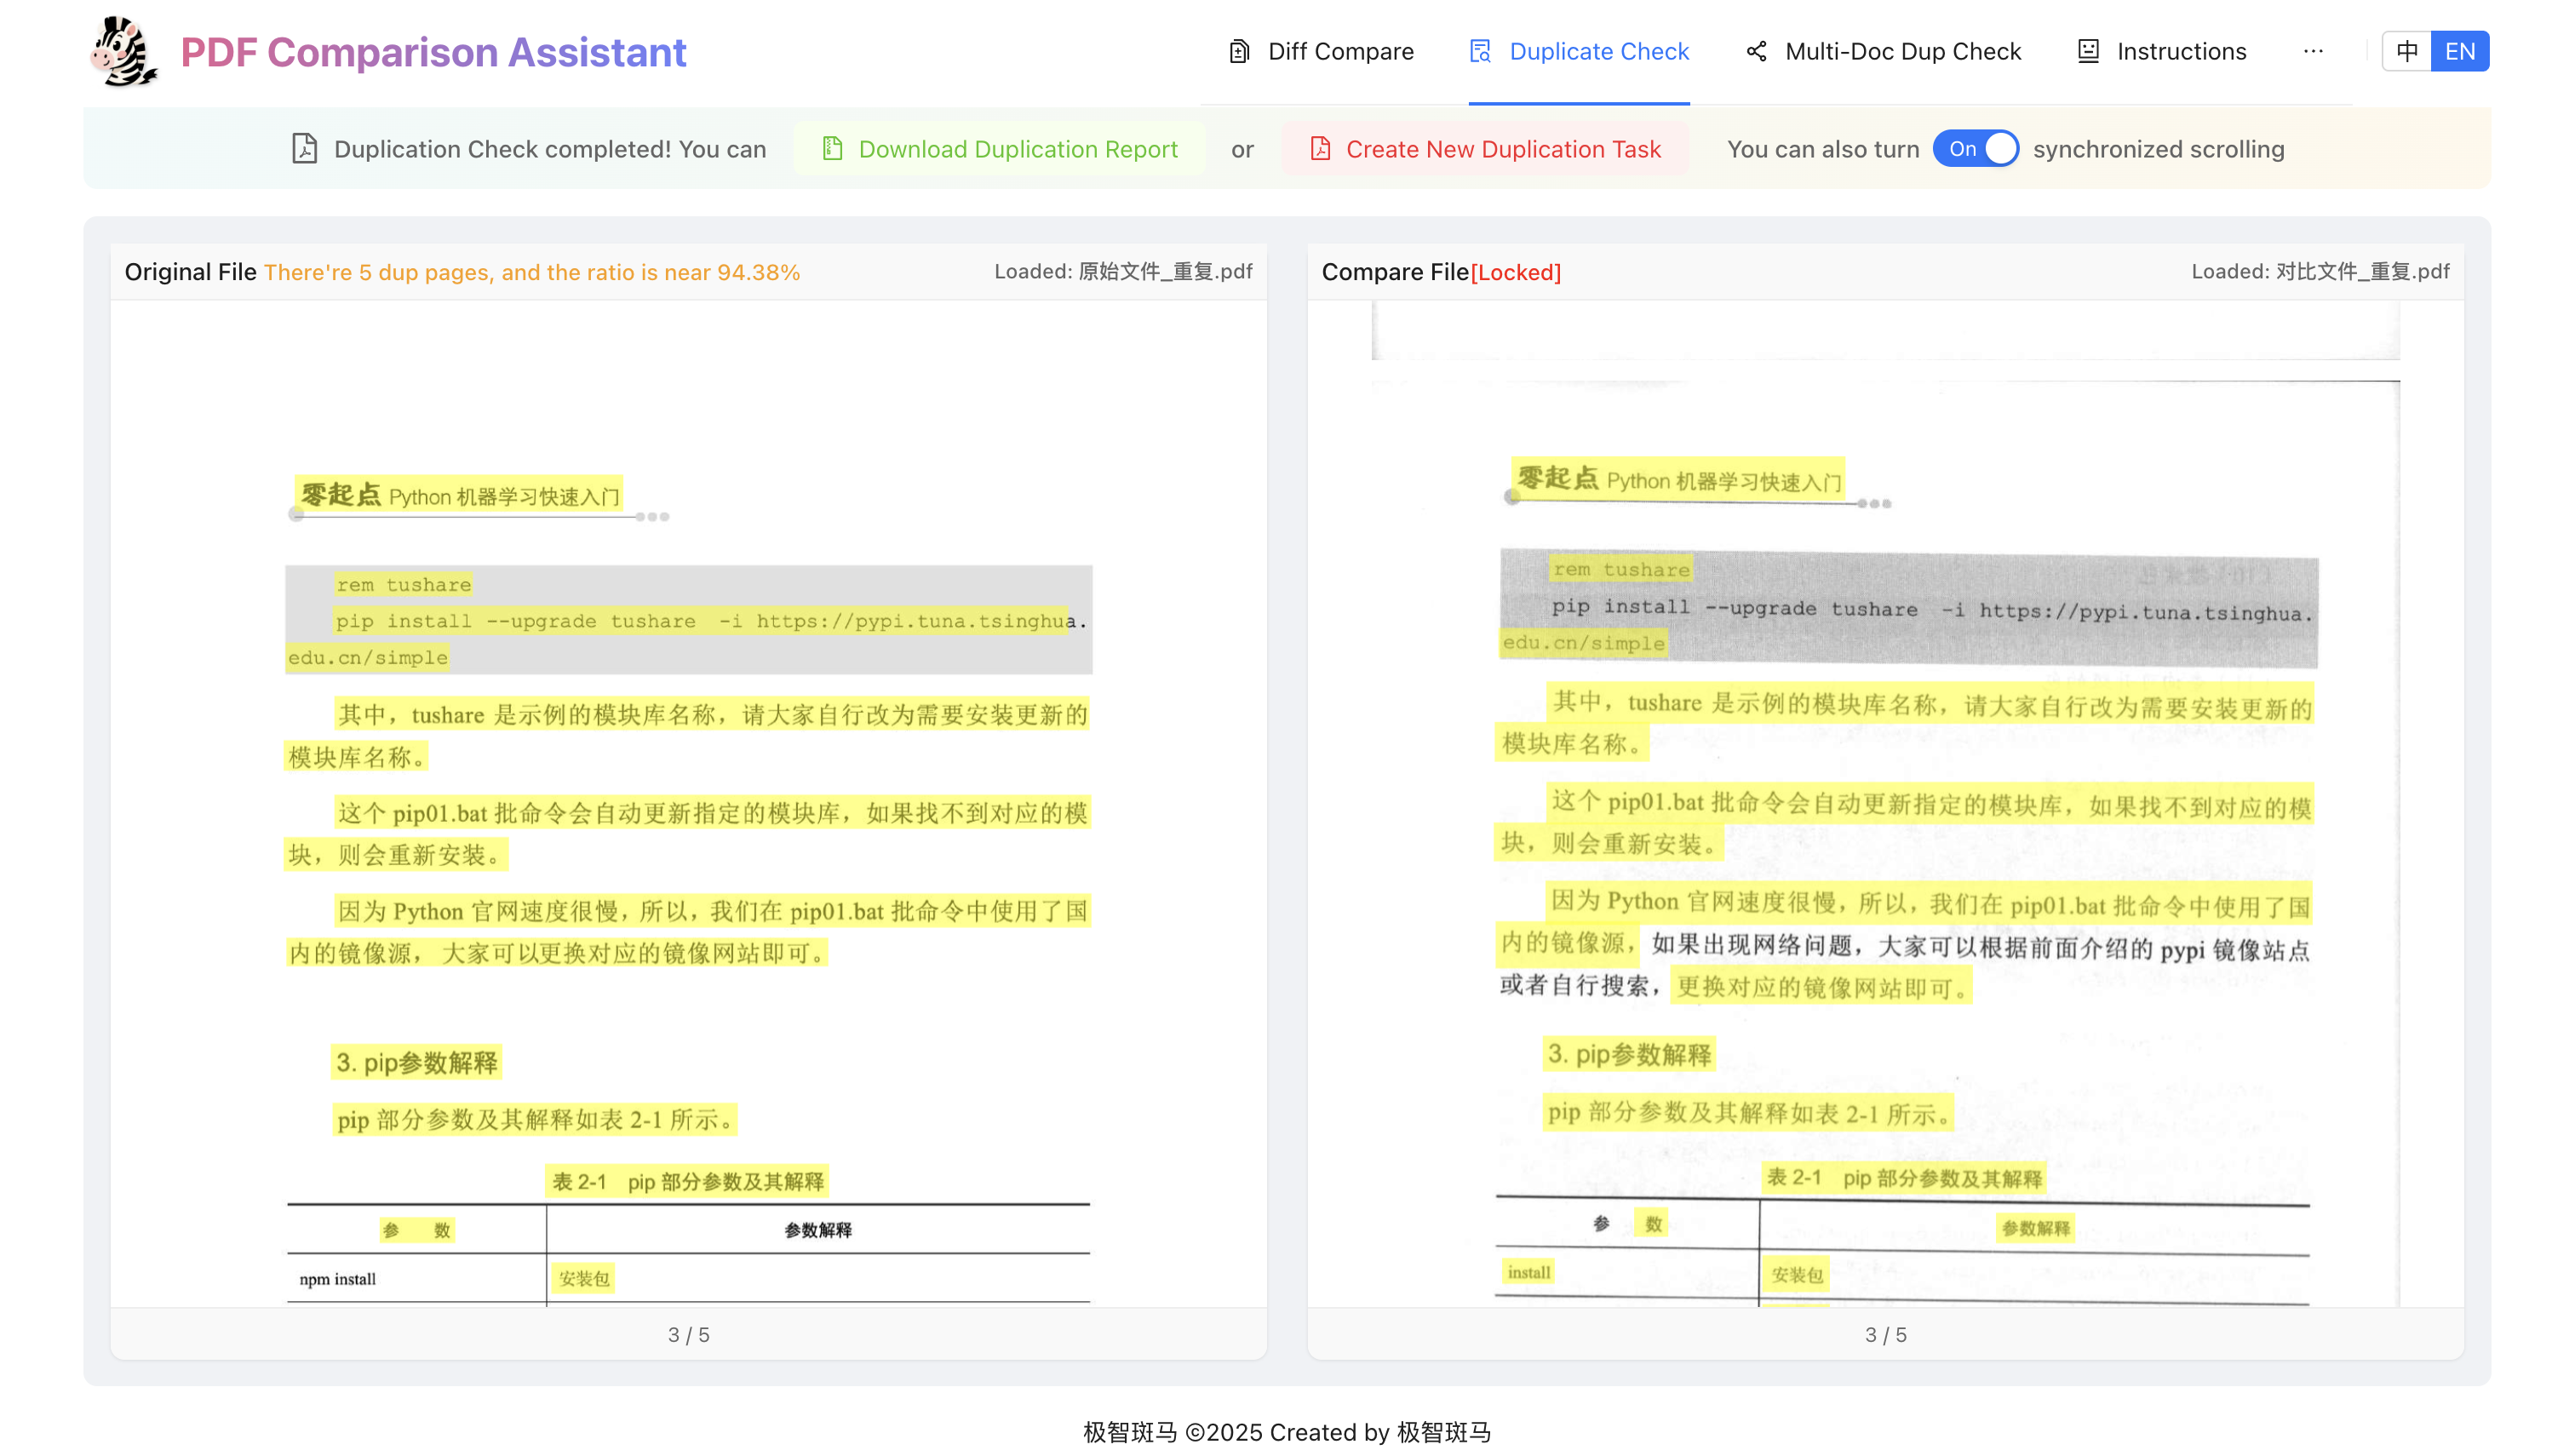 PDF Comparison Assistant
Diff Compare
Duplicate Check
Multi-Doc Dup Check
Instructions
···
中
EN
Duplication Check completed! You can
Download Duplication Report
or
Create New Duplication Task
You can also turn
On
synchronized scrolling
Original File There're 5 dup pages, and the ratio is near 94.38%
Loaded: 原始文件_重复.pdf
零起点 Python 机器学习快速入门
rem tushare
pip install --upgrade tushare -i https://pypi.tuna.tsinghua.
edu.cn/simple
其中，tushare 是示例的模块库名称，请大家自行改为需要安装更新的
模块库名称。
这个 pip01.bat 批命令会自动更新指定的模块库，如果找不到对应的模
块，则会重新安装。
因为 Python 官网速度很慢，所以，我们在 pip01.bat 批命令中使用了国
内的镜像源， 大家可以更换对应的镜像网站即可。
3. pip参数解释
pip 部分参数及其解释如表 2-1 所示。
表 2-1 pip 部分参数及其解释
参 数 参数解释
npm install 安装包
3 / 5
Compare File[Locked]
Loaded: 对比文件_重复.pdf
零起点 Python 机器学习快速入门
rem tushare
pip install --upgrade tushare -i https://pypi.tuna.tsinghua.
edu.cn/simple
其中，tushare 是示例的模块库名称，请大家自行改为需要安装更新的
模块库名称。
这个 pip01.bat 批命令会自动更新指定的模块库，如果找不到对应的模
块，则会重新安装。
因为 Python 官网速度很慢，所以，我们在 pip01.bat 批命令中使用了国
内的镜像源，如果出现网络问题，大家可以根据前面介绍的 pypi 镜像站点
或者自行搜索，更换对应的镜像网站即可。
3. pip参数解释
pip 部分参数及其解释如表 2-1 所示。
表 2-1 pip 部分参数及其解释
参 数 参数解释
install 安装包
3 / 5
极智斑马 ©2025 Created by 极智斑马